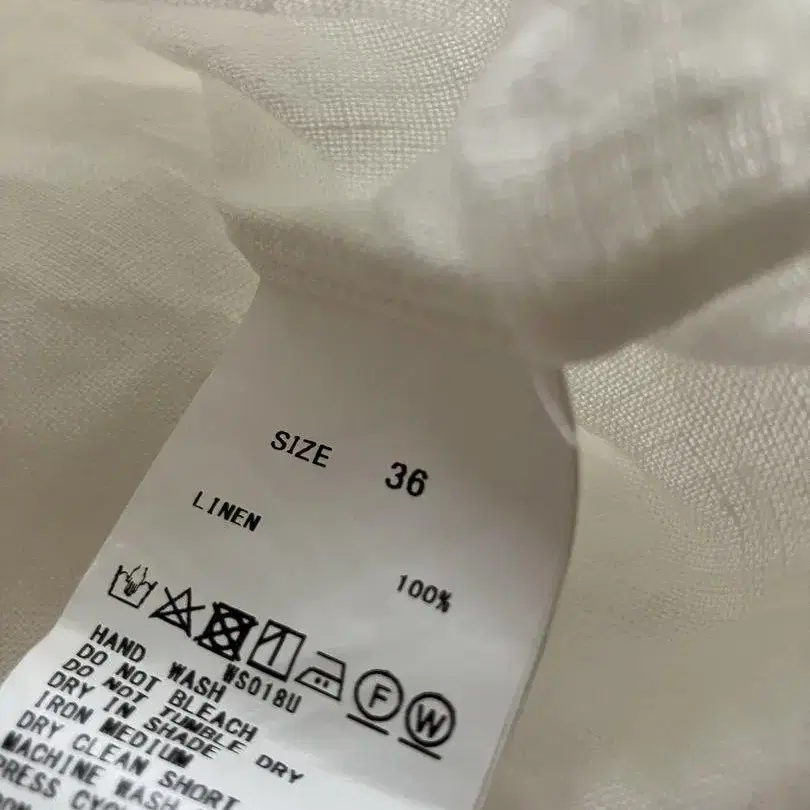 SIZE 36
LINEN
100%
F W
WS018U
HAND WASH
DO NOT BLEACH
DO NOT TUMBLE DRY
DRY IN SHADE
IRON MEDIUM
DRY CLEAN SHORT
MACHINE WASH
PRESS